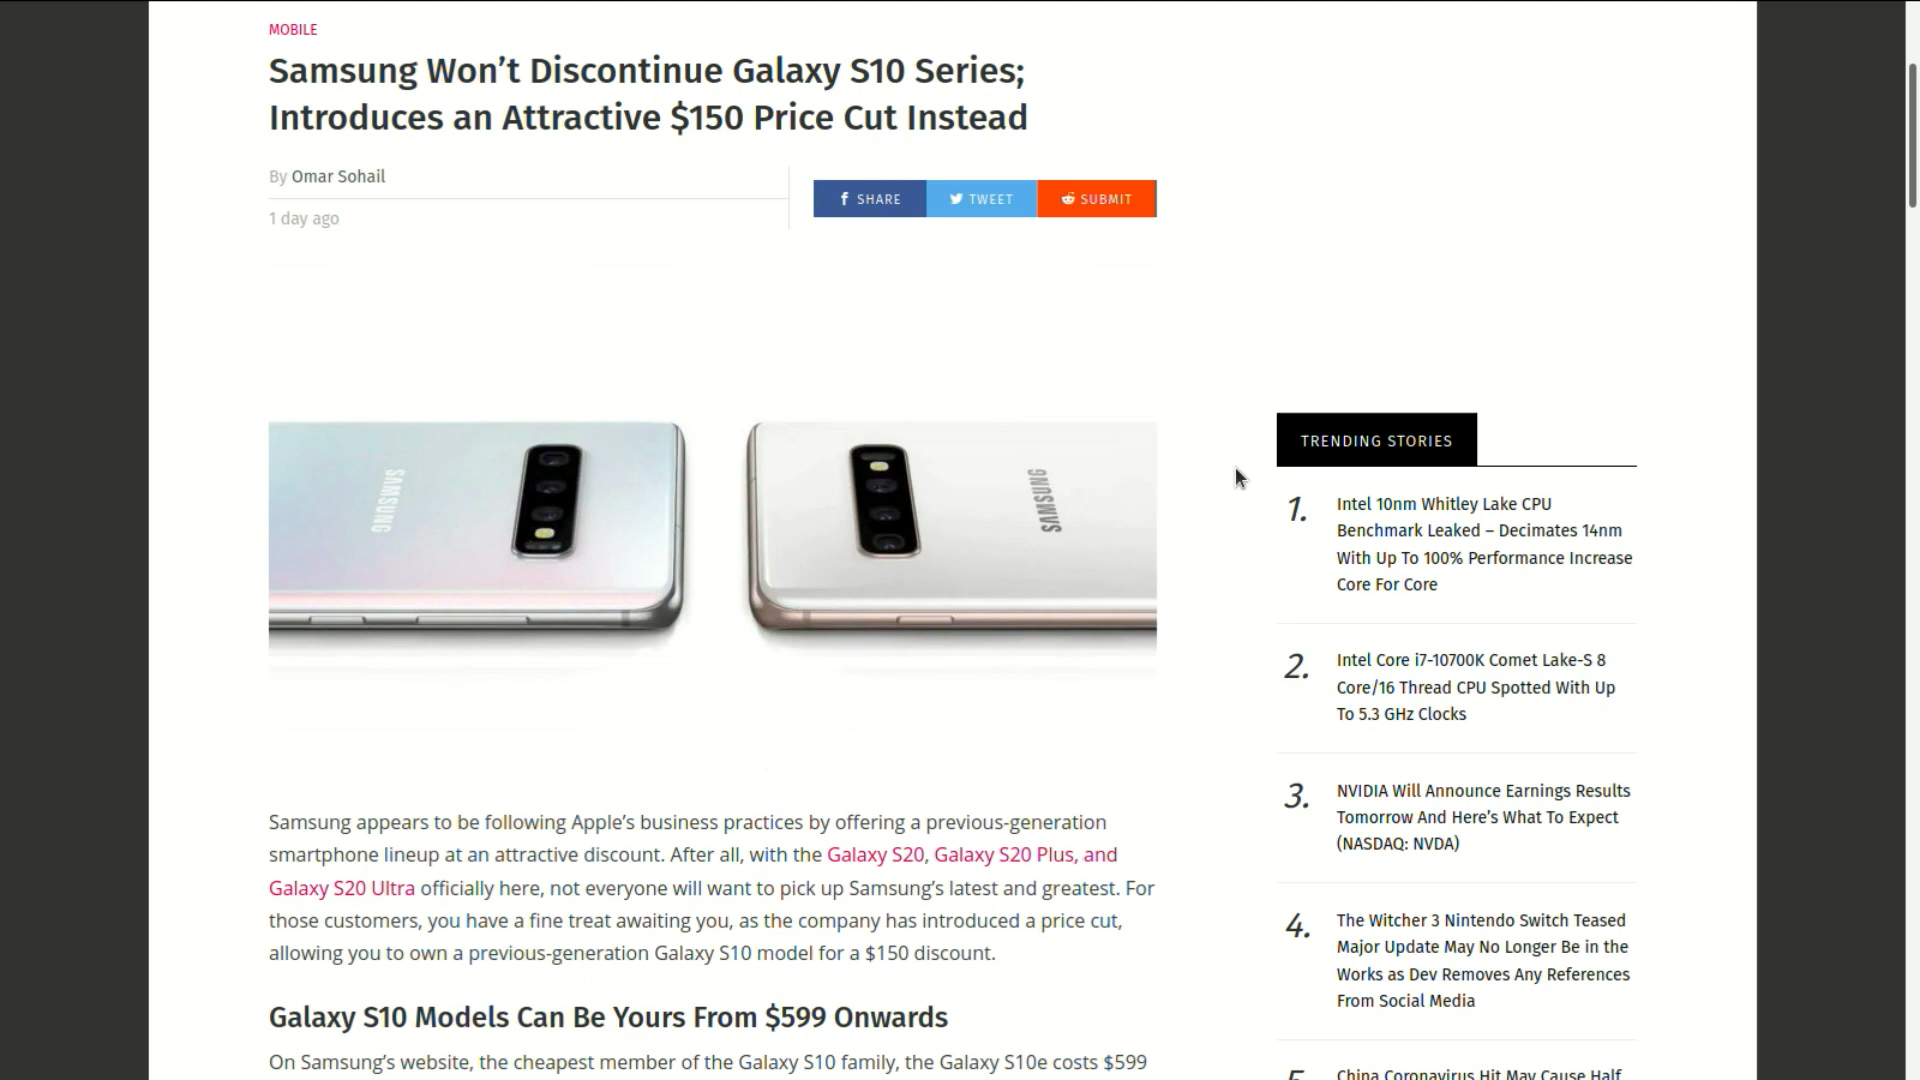 MOBILE
Samsung Won’t Discontinue Galaxy S10 Series;
Introduces an Attractive $150 Price Cut Instead
By Omar Sohail
1 day ago
SHARE
TWEET
SUBMIT
SAMSUNG
SAMSUNG
Samsung appears to be following Apple’s business practices by offering a previous-generation
smartphone lineup at an attractive discount. After all, with the Galaxy S20, Galaxy S20 Plus, and
Galaxy S20 Ultra officially here, not everyone will want to pick up Samsung’s latest and greatest. For
those customers, you have a fine treat awaiting you, as the company has introduced a price cut,
allowing you to own a previous-generation Galaxy S10 model for a $150 discount.
Galaxy S10 Models Can Be Yours From $599 Onwards
On Samsung’s website, the cheapest member of the Galaxy S10 family, the Galaxy S10e costs $599
TRENDING STORIES
1.
Intel 10nm Whitley Lake CPU
Benchmark Leaked – Decimates 14nm
With Up To 100% Performance Increase
Core For Core
2.
Intel Core i7-10700K Comet Lake-S 8
Core/16 Thread CPU Spotted With Up
To 5.3 GHz Clocks
3.
NVIDIA Will Announce Earnings Results
Tomorrow And Here’s What To Expect
(NASDAQ: NVDA)
4.
The Witcher 3 Nintendo Switch Teased
Major Update May No Longer Be in the
Works as Dev Removes Any References
From Social Media
5
China Coronavirus Hit May Cause Half